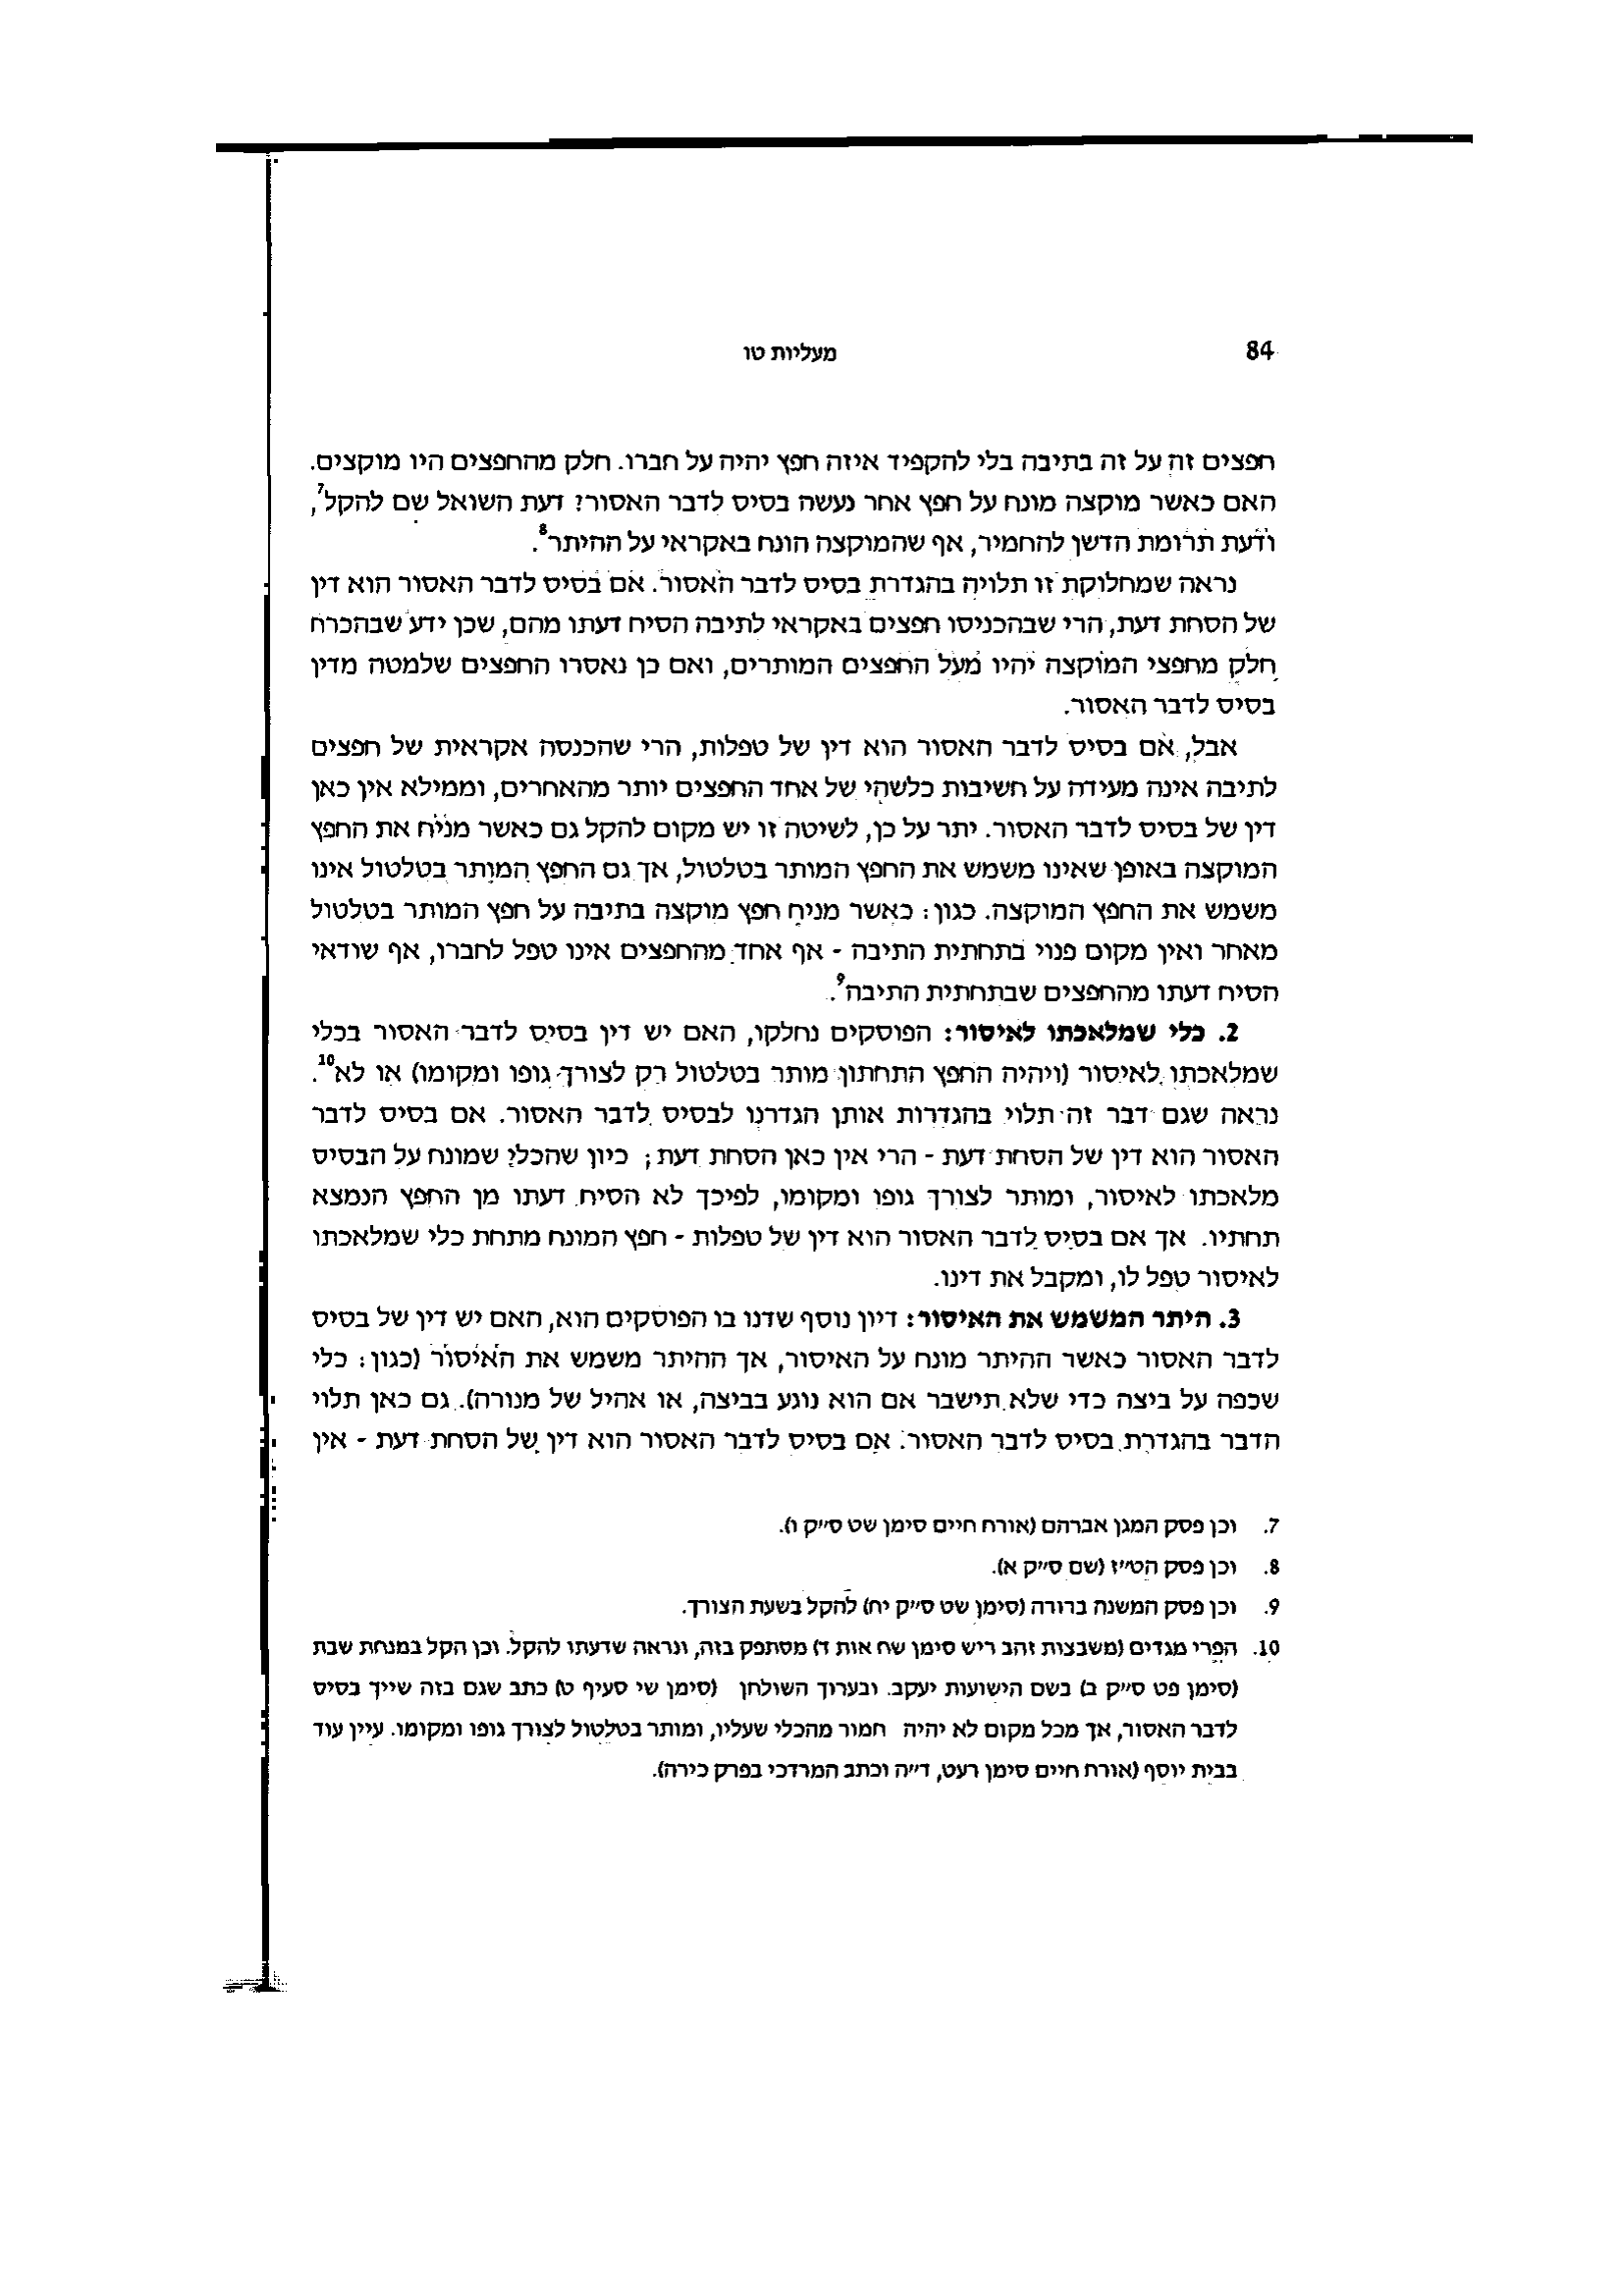 84
מעליות טו
חפצים זה על זה בתיבה בלי להקפיד איזה חפץ יהיה על חברו. חלק מהחפצים היו מוקצים.
האם כאשר מוקצה מונח על חפץ אחר נעשה בסיס לדבר האסור? דעת השואל שם להקל7,
ודעת תרומת הדשן להחמיר, אף שהמוקצה הונח באקראי על ההיתר8.
נראה שמחלוקת זו תלויה בהגדרת בסיס לדבר האסור. אם בסיס לדבר האסור הוא דין
של הסחת דעת, הרי שבהכניסו חפצים באקראי לתיבה הסיח דעתו מהם, שכן ידע שבהכרח
חלק מחפצי המוקצה יהיו מעל החפצים המותרים, ואם כן נאסרו החפצים שלמטה מדין
בסיס לדבר האסור.
אבל, אם בסיס לדבר האסור הוא דין של טפלות, הרי שהכנסה אקראית של חפצים
לתיבה אינה מעידה על חשיבות כלשהי של אחד החפצים יותר מהאחרים, וממילא אין כאן
דין של בסיס לדבר האסור. יתר על כן, לשיטה זו יש מקום להקל גם כאשר מניח את החפץ
המוקצה באופן שאינו משמש את החפץ המותר בטלטול, אך גם החפץ המותר בטלטול אינו
משמש את החפץ המוקצה. כגון: כאשר מניח חפץ מוקצה בתיבה על חפץ המותר בטלטול
מאחר ואין מקום פנוי בתחתית התיבה - אף אחד מהחפצים אינו טפל לחברו, אף שודאי
הסיח דעתו מהחפצים שבתחתית התיבה9.
2. כלי שמלאכתו לאיסור: הפוסקים נחלקו, האם יש דין בסיס לדבר האסור בכלי
שמלאכתו לאיסור (ויהיה החפץ התחתון מותר בטלטול רק לצורך גופו ומקומו) או לא10.
נראה שגם דבר זה תלוי בהגדרות אותן הגדרנו לבסיס לדבר האסור. אם בסיס לדבר
האסור הוא דין של הסחת דעת - הרי אין כאן הסחת דעת; כיון שהכלי שמונח על הבסיס
מלאכתו לאיסור, ומותר לצורך גופו ומקומו, לפיכך לא הסיח דעתו מן החפץ הנמצא
תחתיו. אך אם בסיס לדבר האסור הוא דין של טפלות - חפץ המונח מתחת כלי שמלאכתו
לאיסור טפל לו, ומקבל את דינו.
3. היתר המשמש את האיסור: דיון נוסף שדנו בו הפוסקים הוא, האם יש דין של בסיס
לדבר האסור כאשר ההיתר מונח על האיסור, אך ההיתר משמש את האיסור (כגון: כלי
שכפה על ביצה כדי שלא תישבר אם הוא נוגע בביצה, או אהיל של מנורה). גם כאן תלוי
הדבר בהגדרת בסיס לדבר האסור. אם בסיס לדבר האסור הוא דין של הסחת דעת - אין
7. וכן פסק המגן אברהם (אורח חיים סימן שט ס״ק ו).
8. וכן פסק הט״ז (שם ס״ק א).
9. וכן פסק המשנה ברורה (סימן שט ס״ק יח) להקל בשעת הצורך.
10. הפרי מגדים (משבצות זהב ריש סימן שח אות ד) מסתפק בזה, ונראה שדעתו להקל. וכן הקל במנחת שבת
(סימן פט ס״ק ב) בשם הישועות יעקב. ובערוך השולחן (סימן שי סעיף ט) כתב שגם בזה שייך בסיס
לדבר האסור, אך מכל מקום לא יהיה חמור מהכלי שעליו, ומותר בטלטול לצורך גופו ומקומו. עיין עוד
בבית יוסף (אורח חיים סימן רעט, ד״ה וכתב המרדכי בפרק כירה).